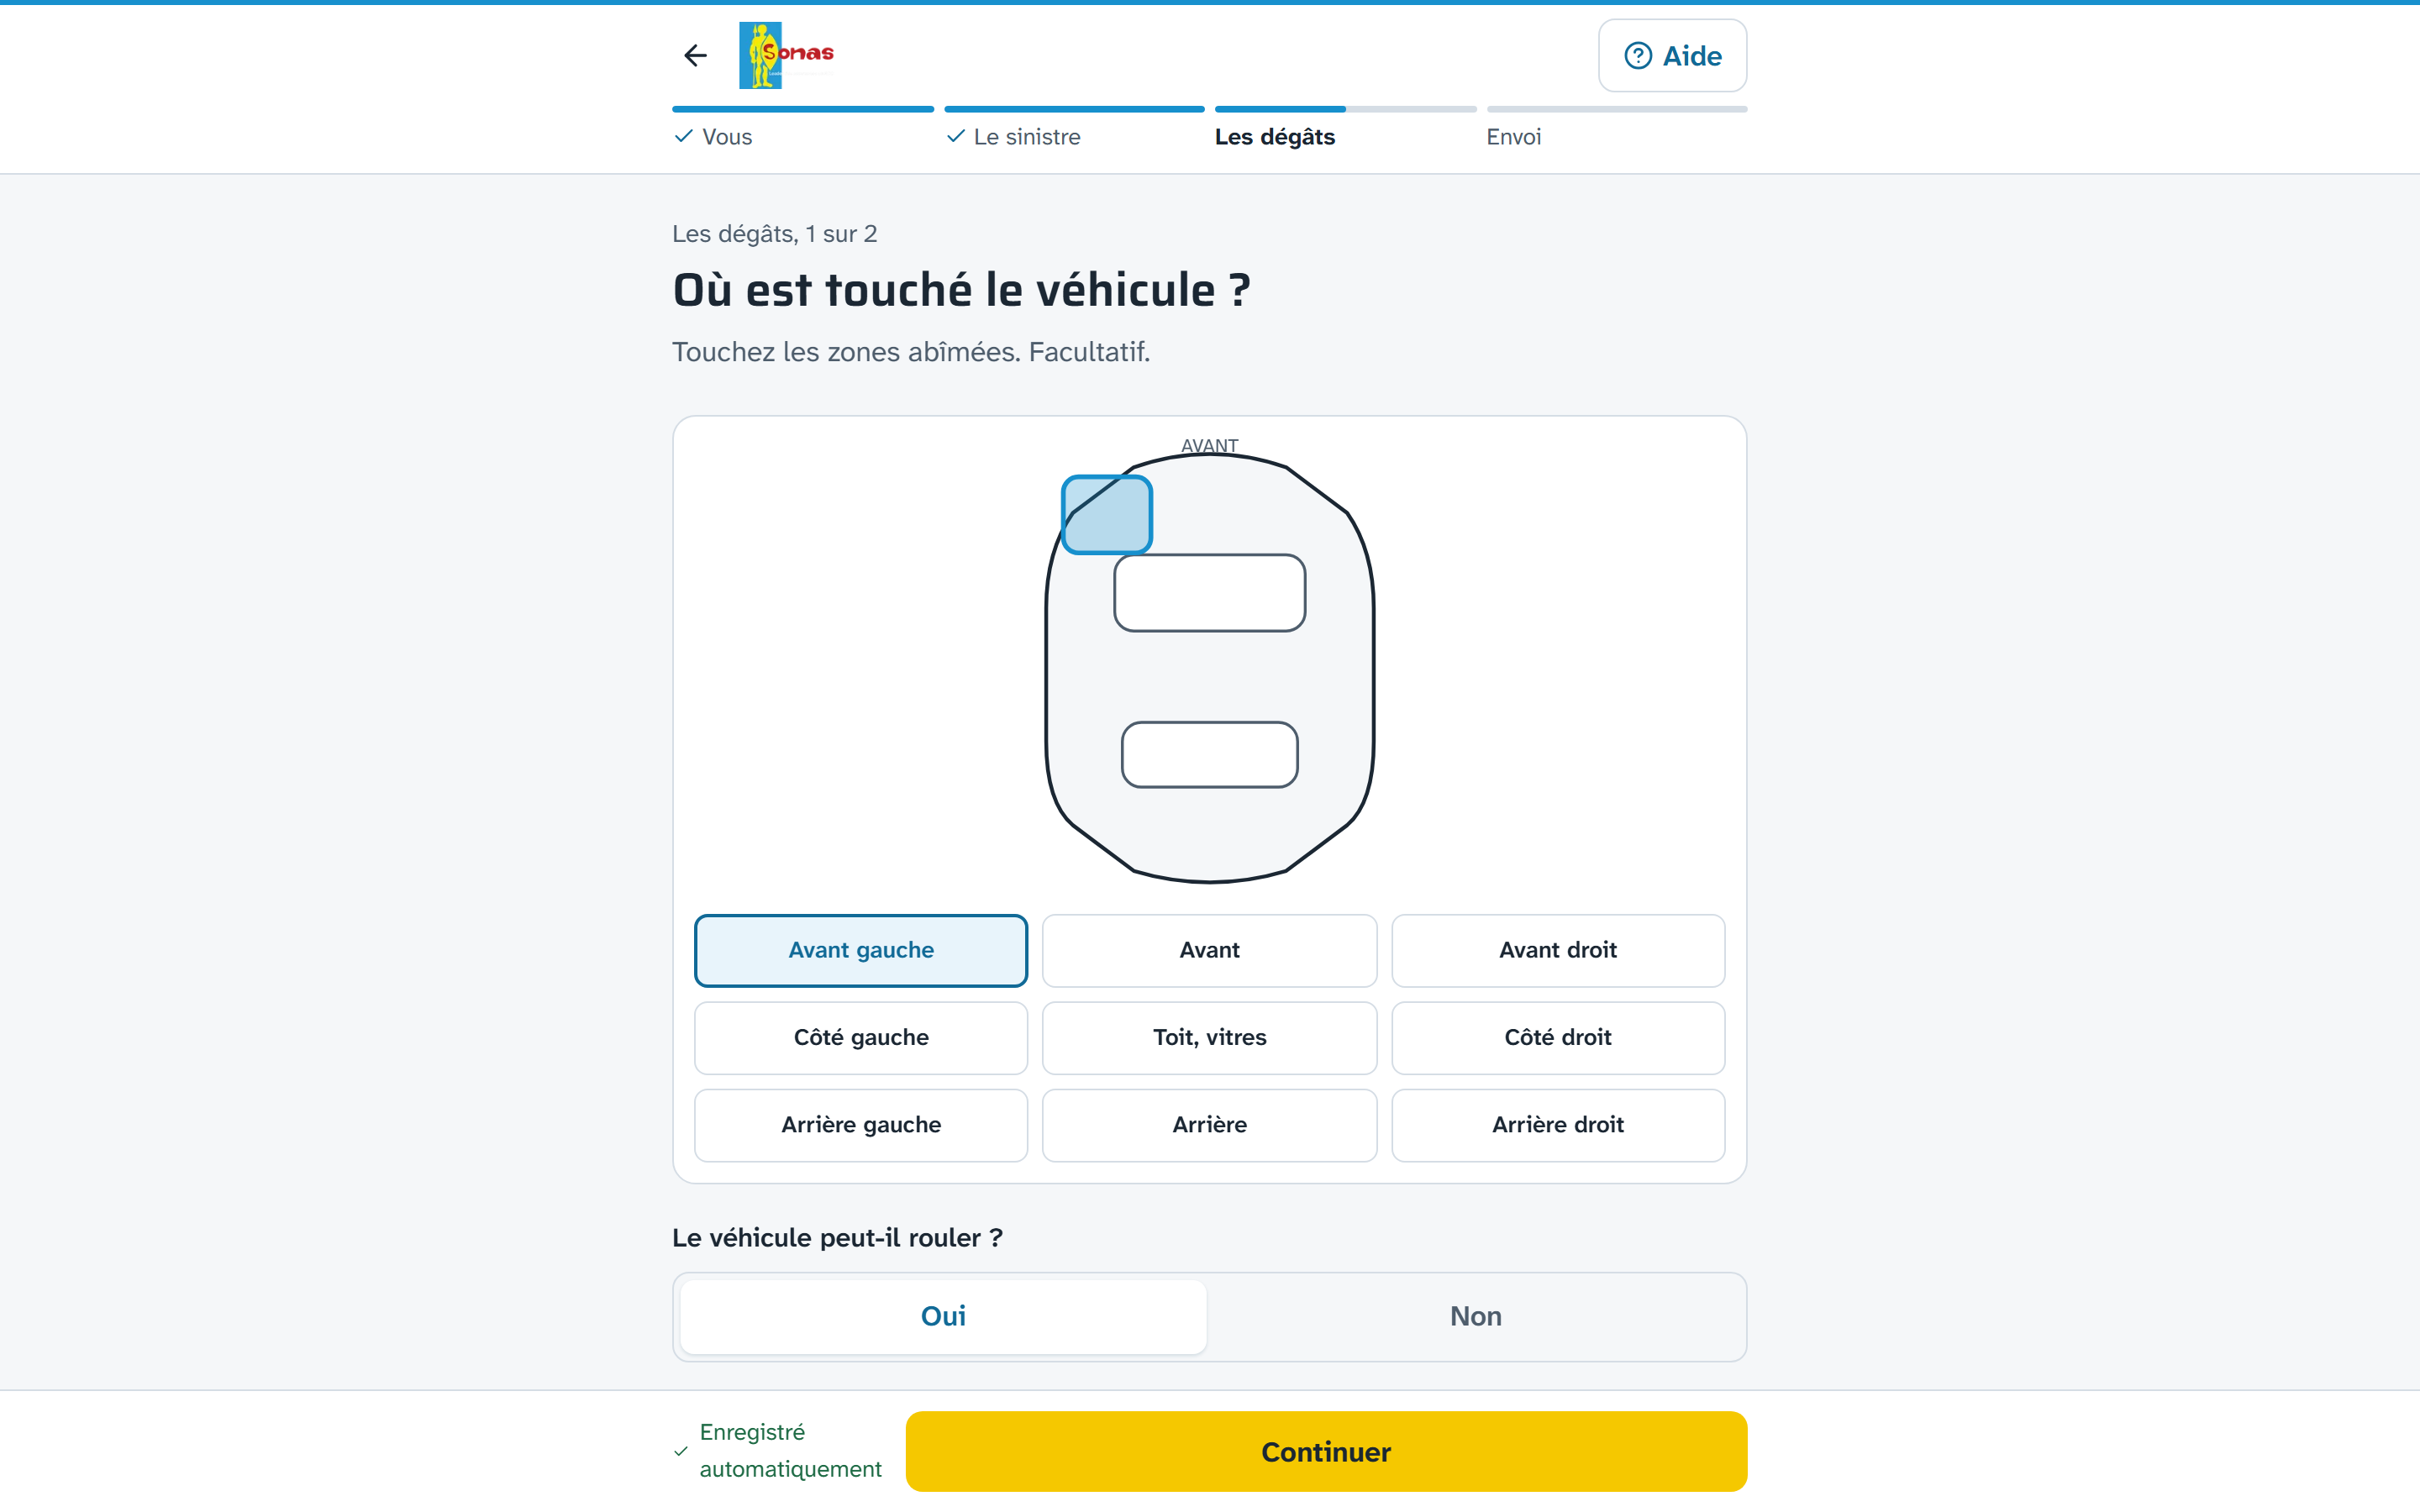 Sonas
Aide
Vous
Le sinistre
Les dégâts
Envoi
Les dégâts, 1 sur 2
Où est touché le véhicule ?
Touchez les zones abîmées. Facultatif.
AVANT
Avant gauche
Avant
Avant droit
Côté gauche
Toit, vitres
Côté droit
Arrière gauche
Arrière
Arrière droit
Le véhicule peut-il rouler ?
Oui
Non
Enregistré
automatiquement
Continuer